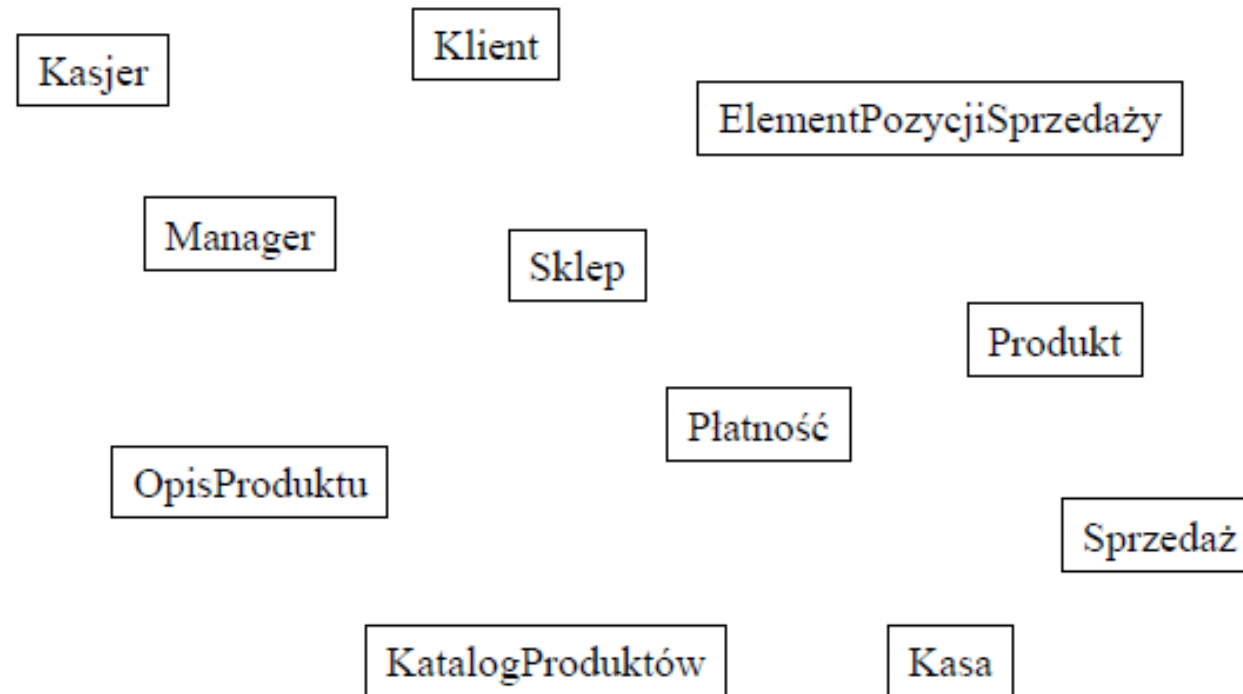 Klient
Kasjer
ElementPozycjiSprzedaży
Manager
Sklep
Produkt
Płatność
OpisProduktu
Sprzedaż
KatalogProduktów
Kasa